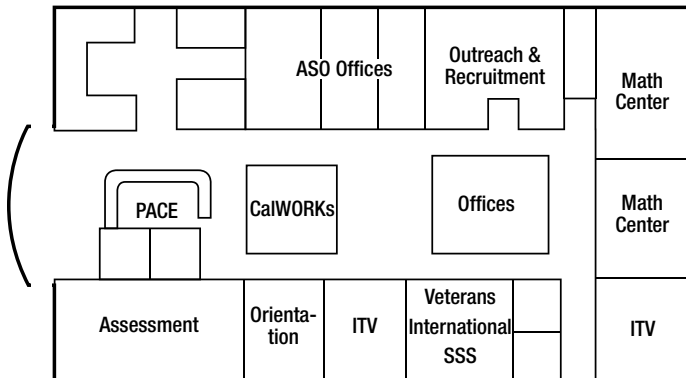 ASO Offices
Outreach &
Recruitment
Math
Center
PACE
CalWORKs
Offices
Math
Center
Assessment
Orienta-
tion
ITV
Veterans
International
SSS
ITV